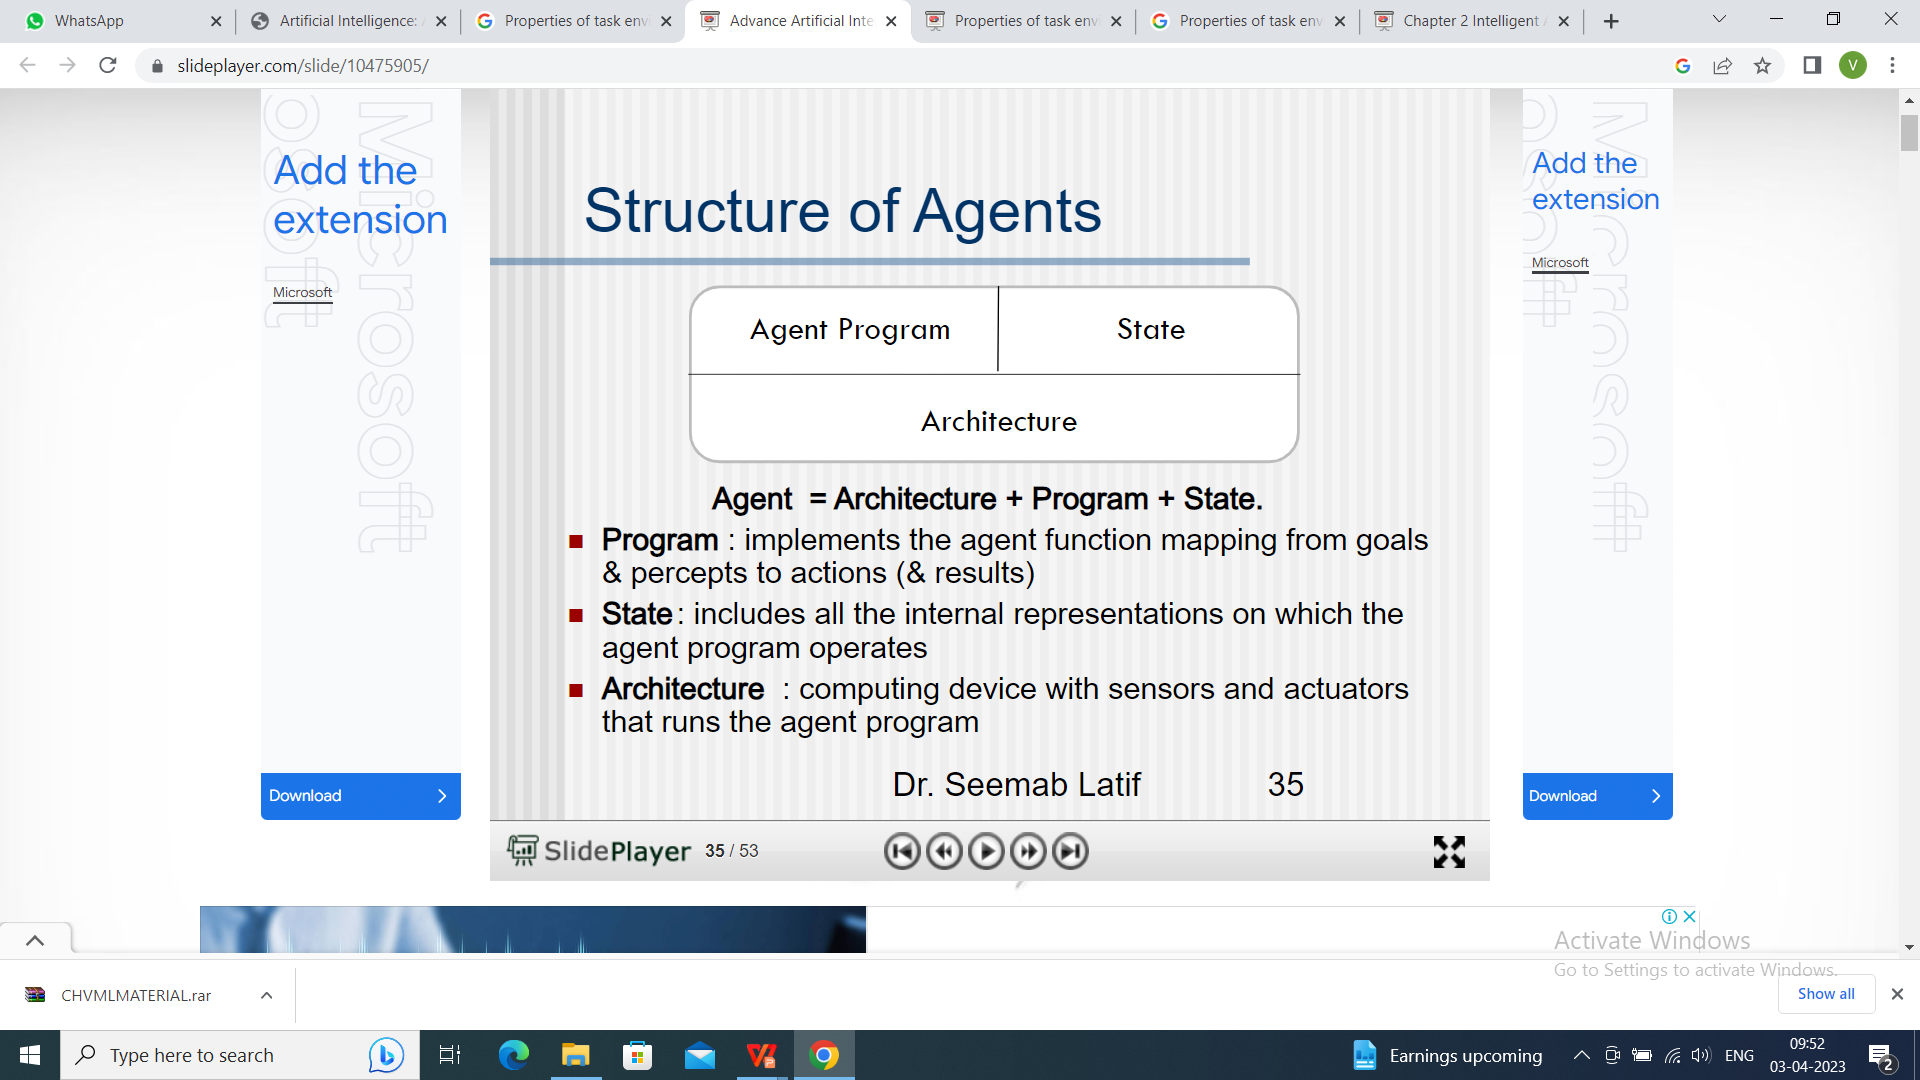 WhatsApp
Artificial Intelligence:
Properties of task env
Advance Artificial Inte
Properties of task env
Properties of task env
Chapter 2 Intelligent
slideplayer.com/slide/10475905/
V
Microsoft
Add the
extension
Microsoft
Download
Structure of Agents
Agent Program
State
Architecture
Agent = Architecture + Program + State.
Program : implements the agent function mapping from goals
& percepts to actions (& results)
State : includes all the internal representations on which the
agent program operates
Architecture : computing device with sensors and actuators
that runs the agent program
Dr. Seemab Latif 35
SlidePlayer 35 / 53
Microsoft
Add the
extension
Microsoft
Download
Activate Windows
Go to Settings to activate Windows.
CHVMLMATERIAL.rar
Show all
Type here to search
Earnings upcoming
ENG
09:52
03-04-2023
2